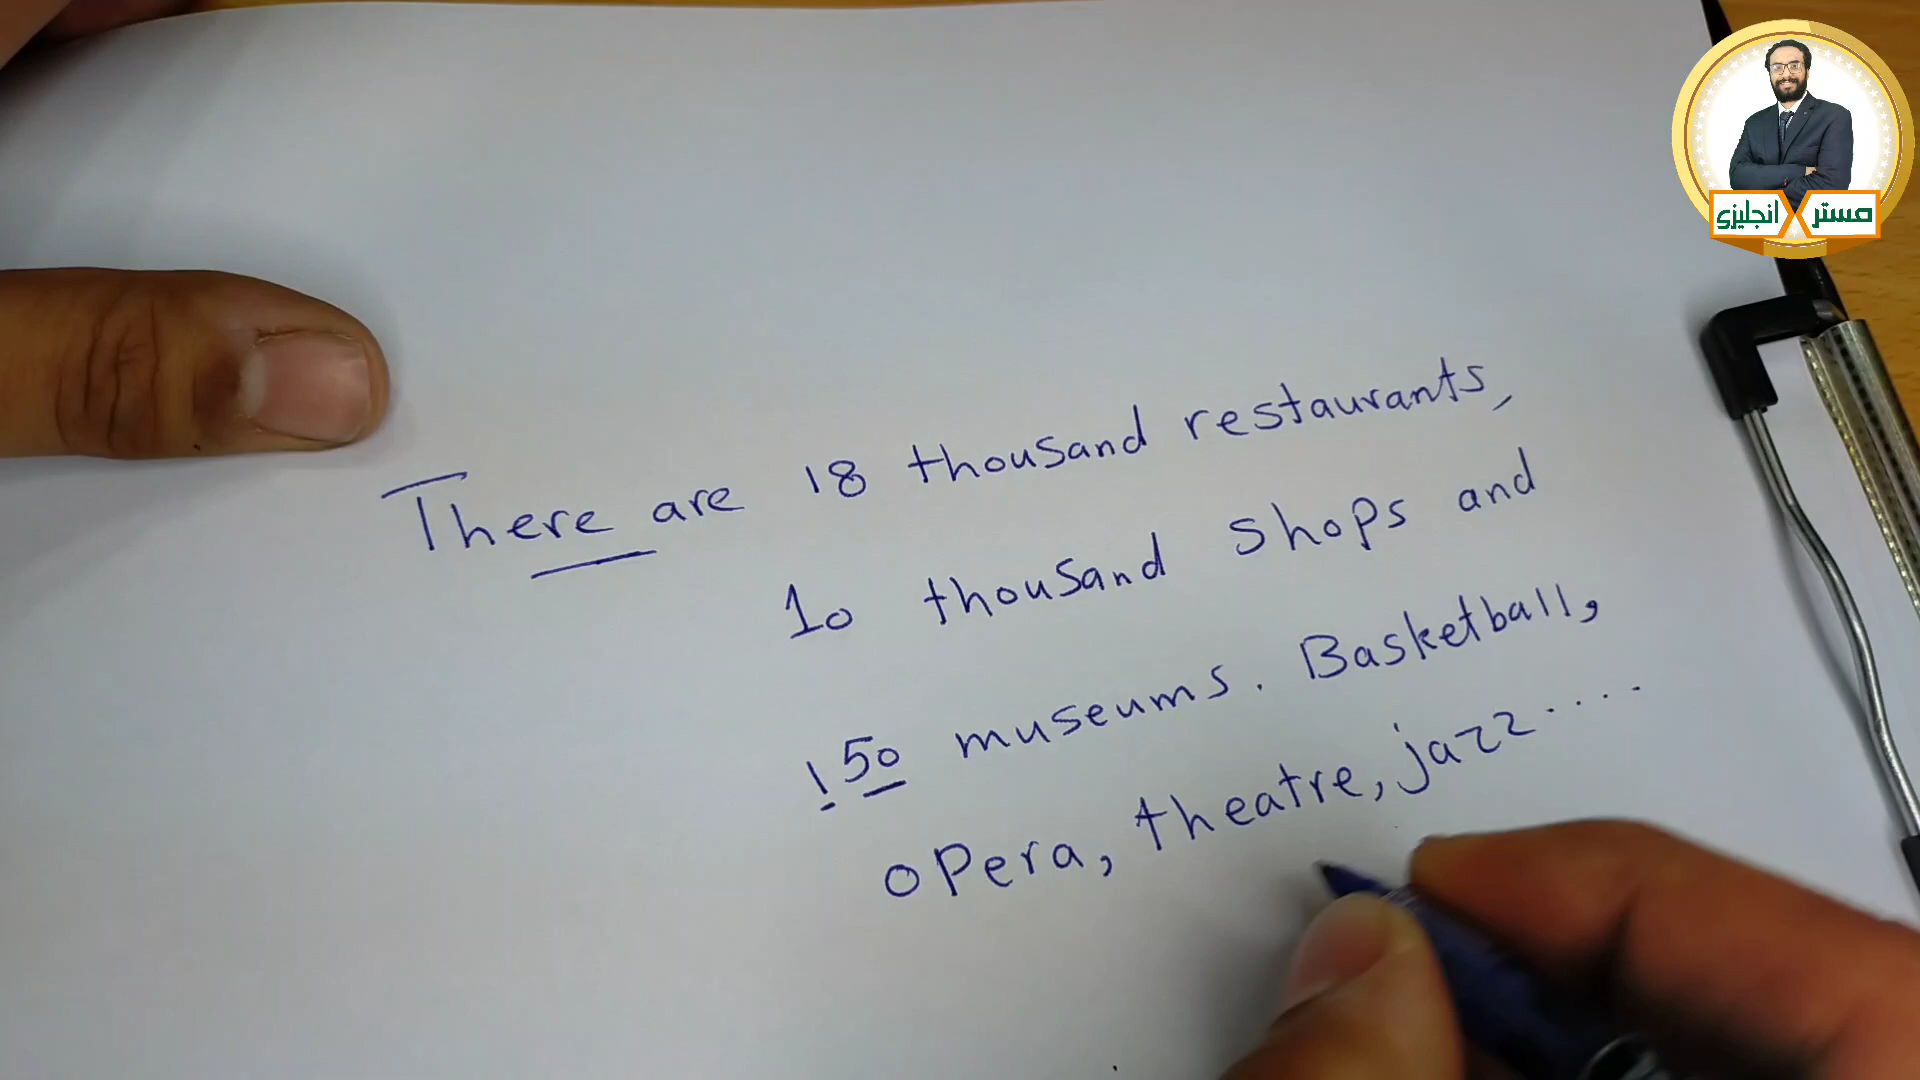 مستر X انجليزي
There are 18 thousand restaurants,
10 thousand shops and
150 museums. Basketball,
opera, theatre, jazz....